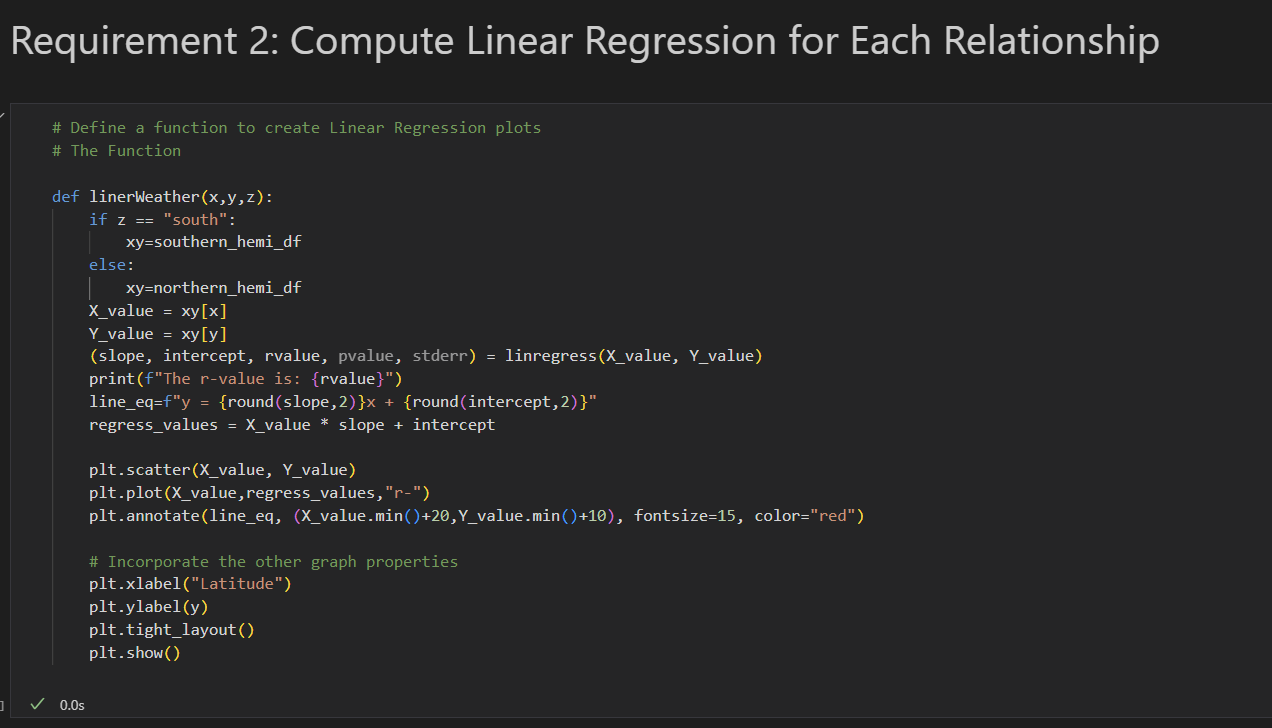 Requirement 2: Compute Linear Regression for Each Relationship
# Define a function to create Linear Regression plots
# The Function
def linerWeather(x,y,z):
if z == "south":
xy=southern_hemi_df
else:
xy=northern_hemi_df
X_value = xy[x]
Y_value = xy[y]
(slope, intercept, rvalue, pvalue, stderr) = linregress(X_value, Y_value)
print(f"The r-value is: {rvalue}")
line_eq=f"y = {round(slope,2)}x + {round(intercept,2)}"
regress_values = X_value * slope + intercept
plt.scatter(X_value, Y_value)
plt.plot(X_value,regress_values,"r-")
plt.annotate(line_eq, (X_value.min()+20,Y_value.min()+10), fontsize=15, color="red")
# Incorporate the other graph properties
plt.xlabel("Latitude")
plt.ylabel(y)
plt.tight_layout()
plt.show()
] 0.0s